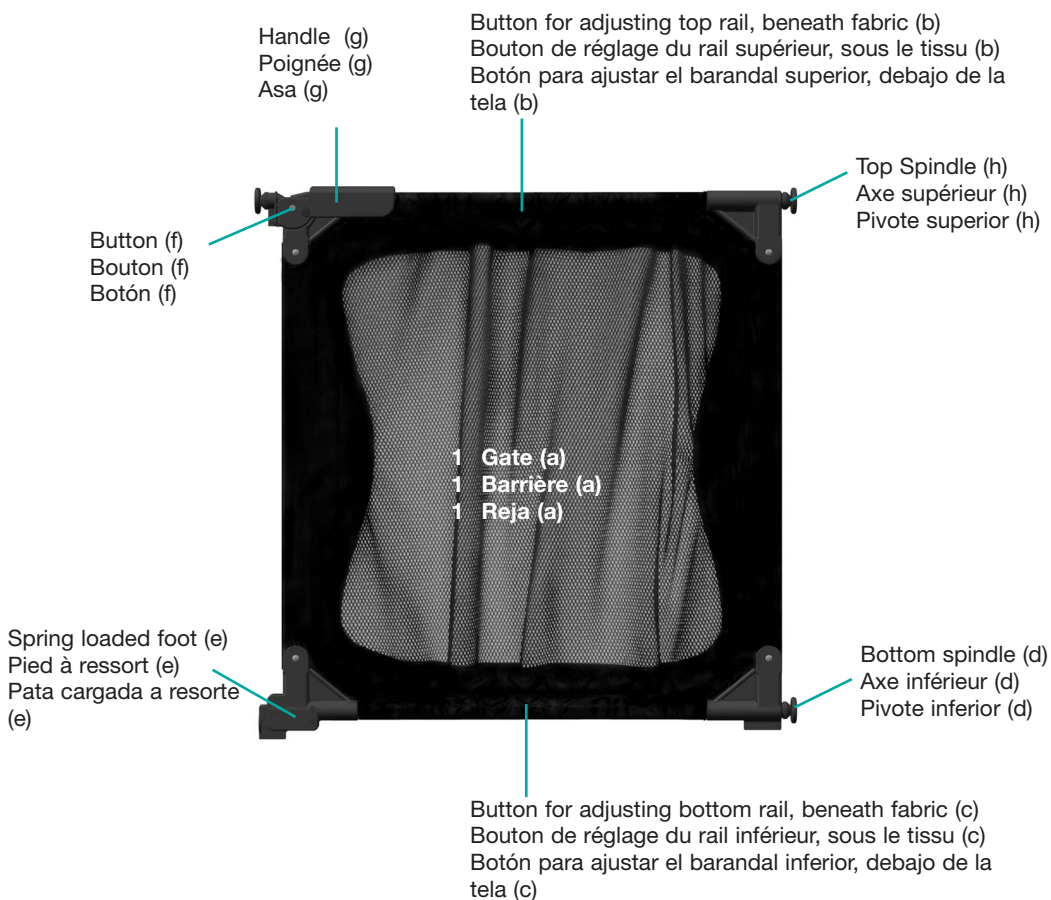 Handle (g)
Poignée (g)
Asa (g)
Button for adjusting top rail, beneath fabric (b)
Bouton de réglage du rail supérieur, sous le tissu (b)
Botón para ajustar el barandal superior, debajo de la
tela (b)
Top Spindle (h)
Axe supérieur (h)
Pivote superior (h)
Button (f)
Bouton (f)
Botón (f)
1 Gate (a)
1 Barrière (a)
1 Reja (a)
Spring loaded foot (e)
Pied à ressort (e)
Pata cargada a resorte
(e)
Bottom spindle (d)
Axe inférieur (d)
Pivote inferior (d)
Button for adjusting bottom rail, beneath fabric (c)
Bouton de réglage du rail inférieur, sous le tissu (c)
Botón para ajustar el barandal inferior, debajo de la
tela (c)